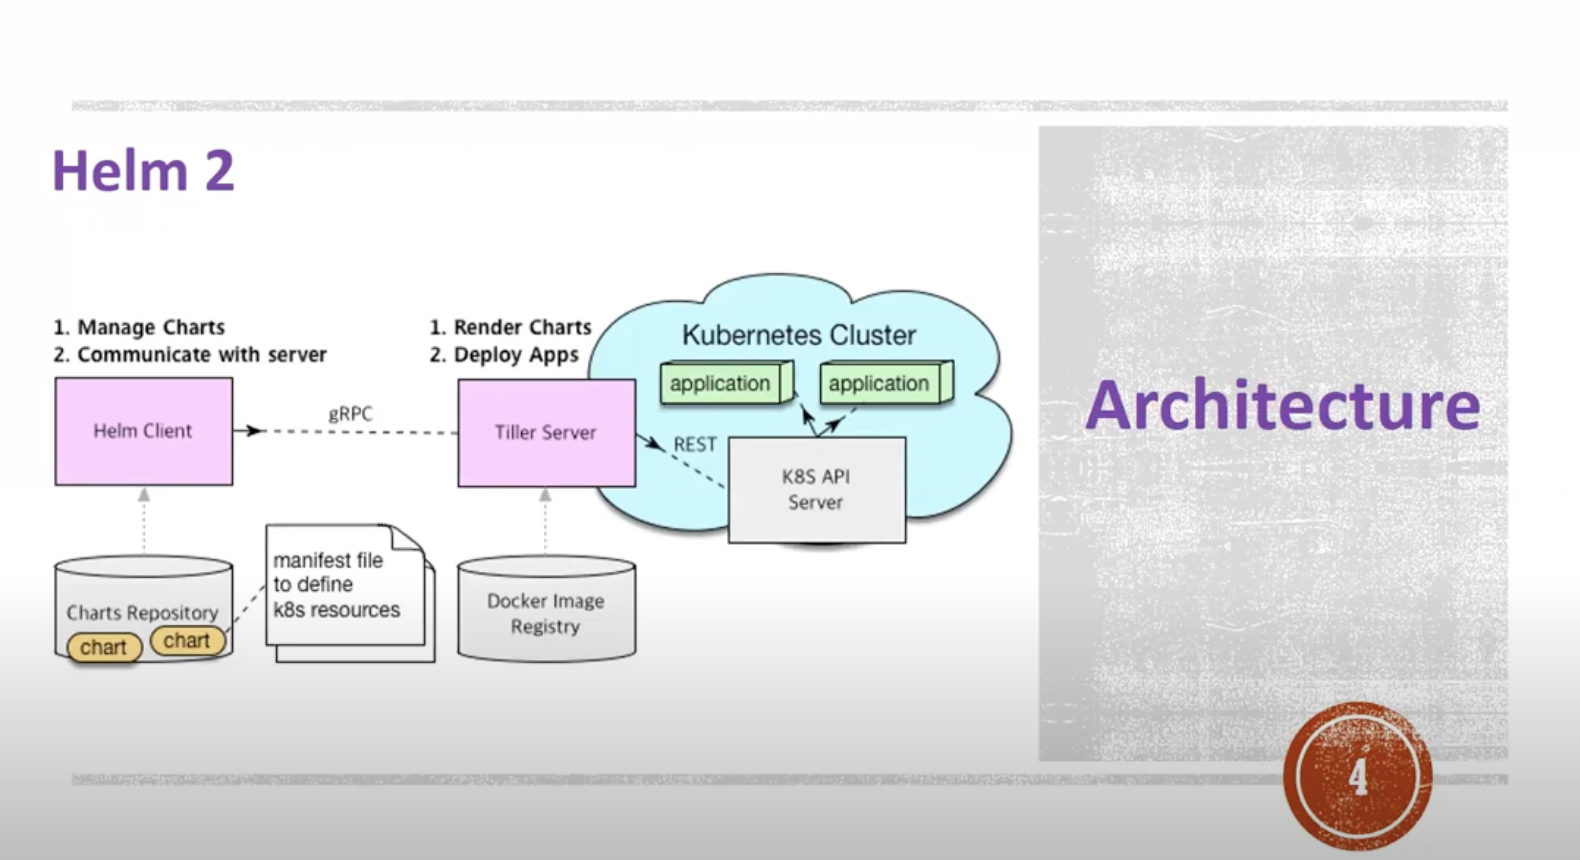 Helm 2
1. Manage Charts
2. Communicate with server
1. Render Charts
2. Deploy Apps
Kubernetes Cluster
application
application
Helm Client
gRPC
Tiller Server
REST
K8S API
Server
Charts Repository
chart
chart
manifest file
to define
k8s resources
Docker Image
Registry
Architecture
4